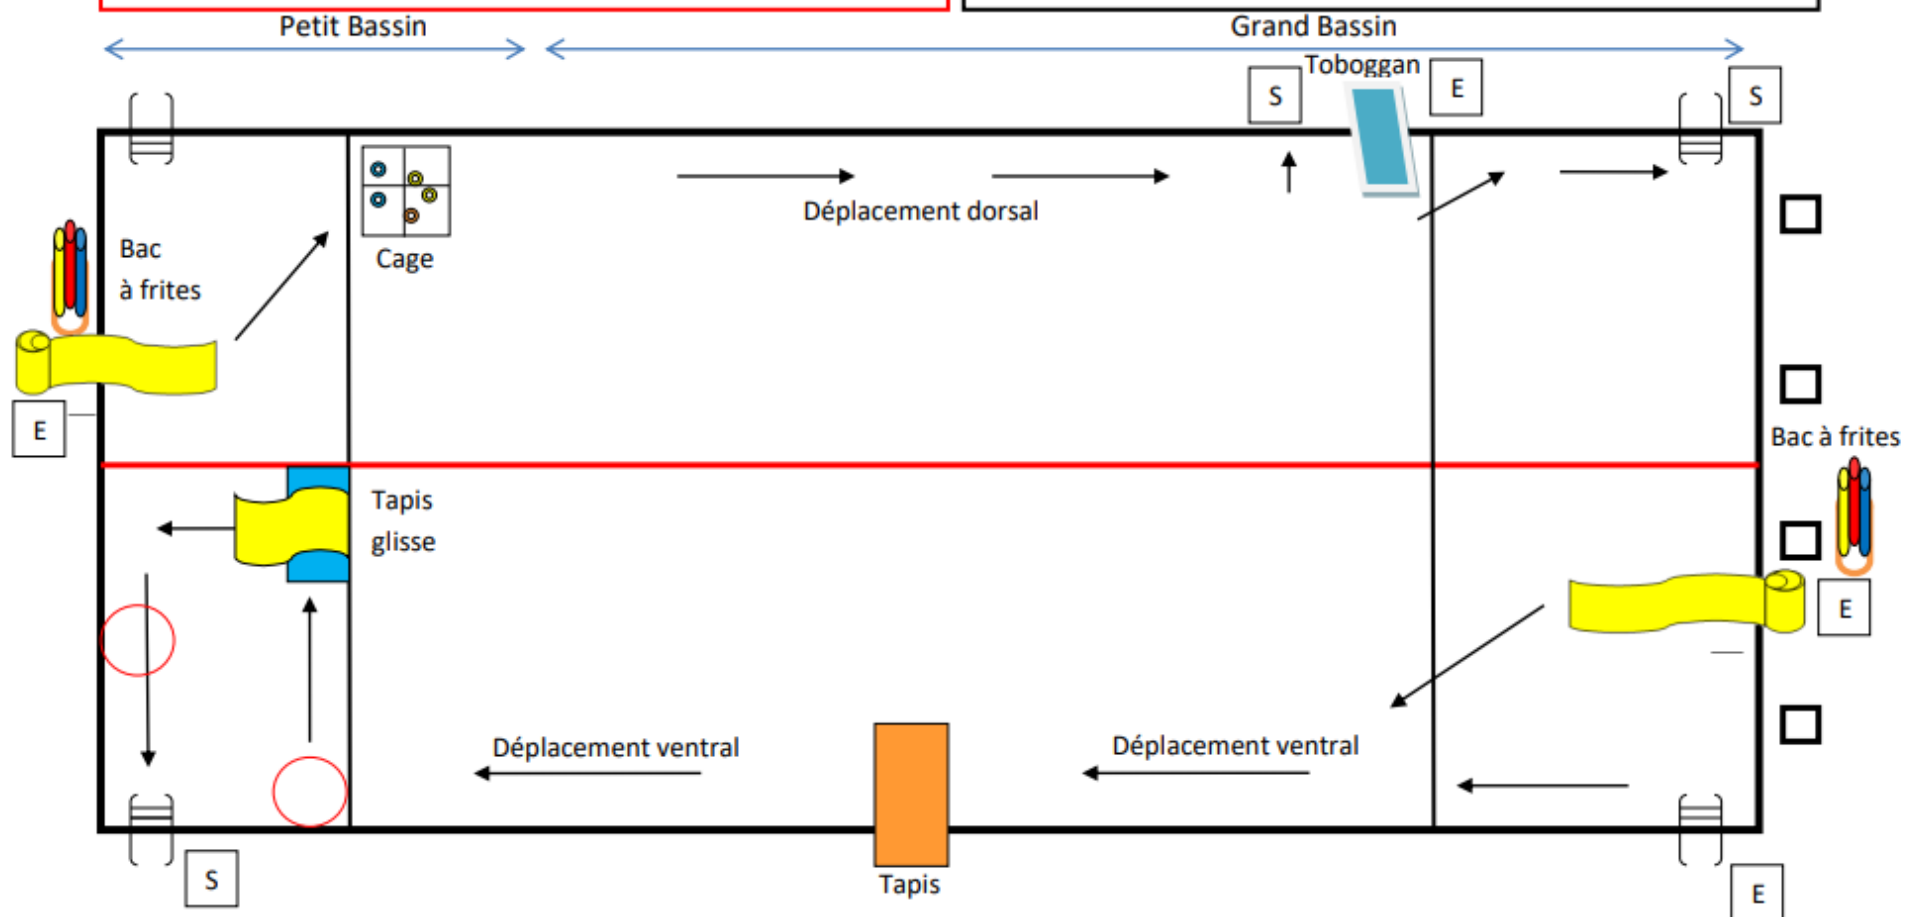 Petit Bassin
Grand Bassin
Toboggan
S
E
S
Bac
à frites
Cage
Déplacement dorsal
E
Bac à frites
Tapis
glisse
E
Déplacement ventral
Déplacement ventral
S
Tapis
E